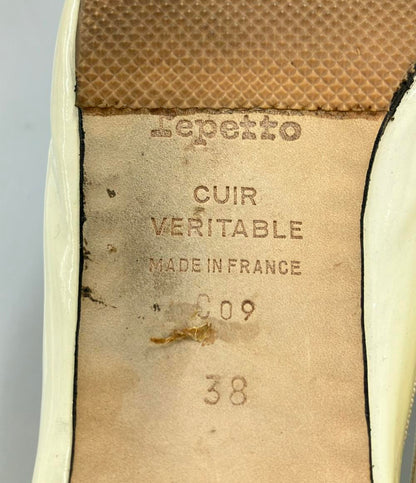 repetto
CUIR
VERITABLE
MADE IN FRANCE
C 09
38